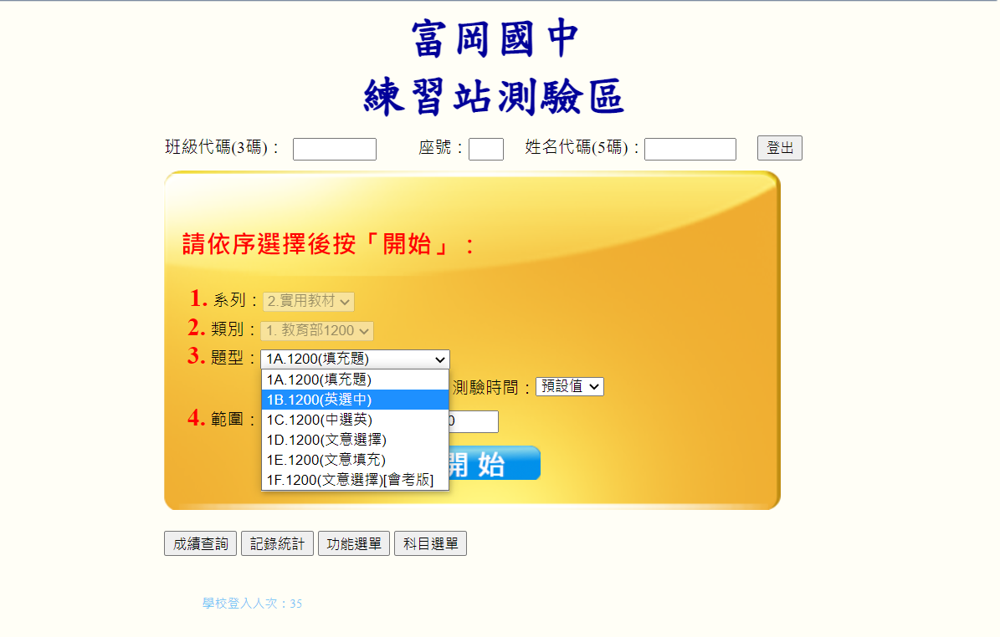 富岡國中
練習站測驗區
班級代碼(3碼)： 座號： 姓名代碼(5碼)： 登出
請依序選擇後按「開始」：
1. 系列： 2.實用教材
2. 類別： 1. 教育部1200
3. 題型： 1A.1200(填充題)
1A.1200(填充題)
測驗時間： 預設值
1B.1200(英選中)
4. 範圍： 1C.1200(中選英) 0
1D.1200(文意選擇)
1E.1200(文意填充) 開始
1F.1200(文意選擇)[會考版]
成績查詢 記錄統計 功能選單 科目選單
學校登入人次：35